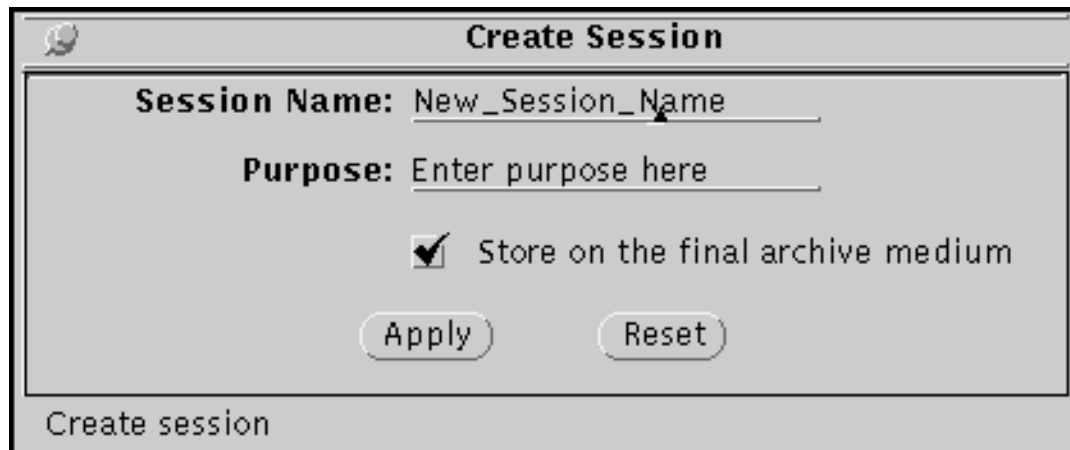 Create Session
Session Name: New_Session_Name
Purpose: Enter purpose here
Store on the final archive medium
Apply Reset
Create session